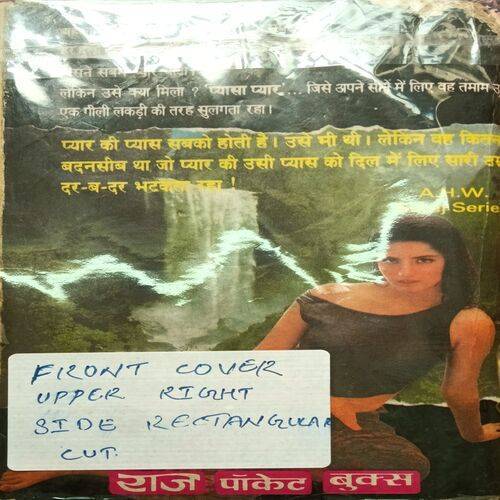 लेकिन उसे क्या मिला ? प्यासा प्यार ... जिसे अपने सीने में लिए वह तमाम
एक गीली लकड़ी की तरह सुलगता रहा।
प्यार की प्यास सबको होती है। उसे भी थी। लेकिन वह कितन
बदनसीब था जो प्यार की उसी प्यास को दिल में लिए सारी
दर-ब-दर भटकता रहा !
A.H.W.
Series
FRONT COVER
UPPER RIGHT
SIDE RECTANGULAR
CUT.
राज पॉकेट बुक्स